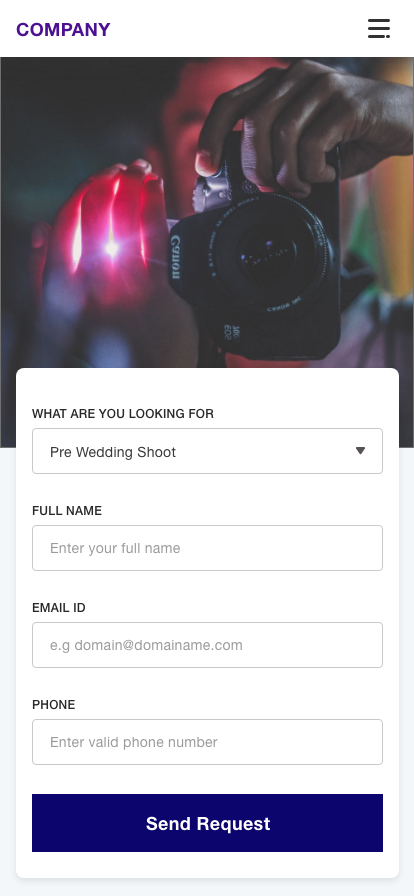 COMPANY
Canon
EOS
WHAT ARE YOU LOOKING FOR
Pre Wedding Shoot
FULL NAME
Enter your full name
EMAIL ID
e.g domain@domainame.com
PHONE
Enter valid phone number
Send Request